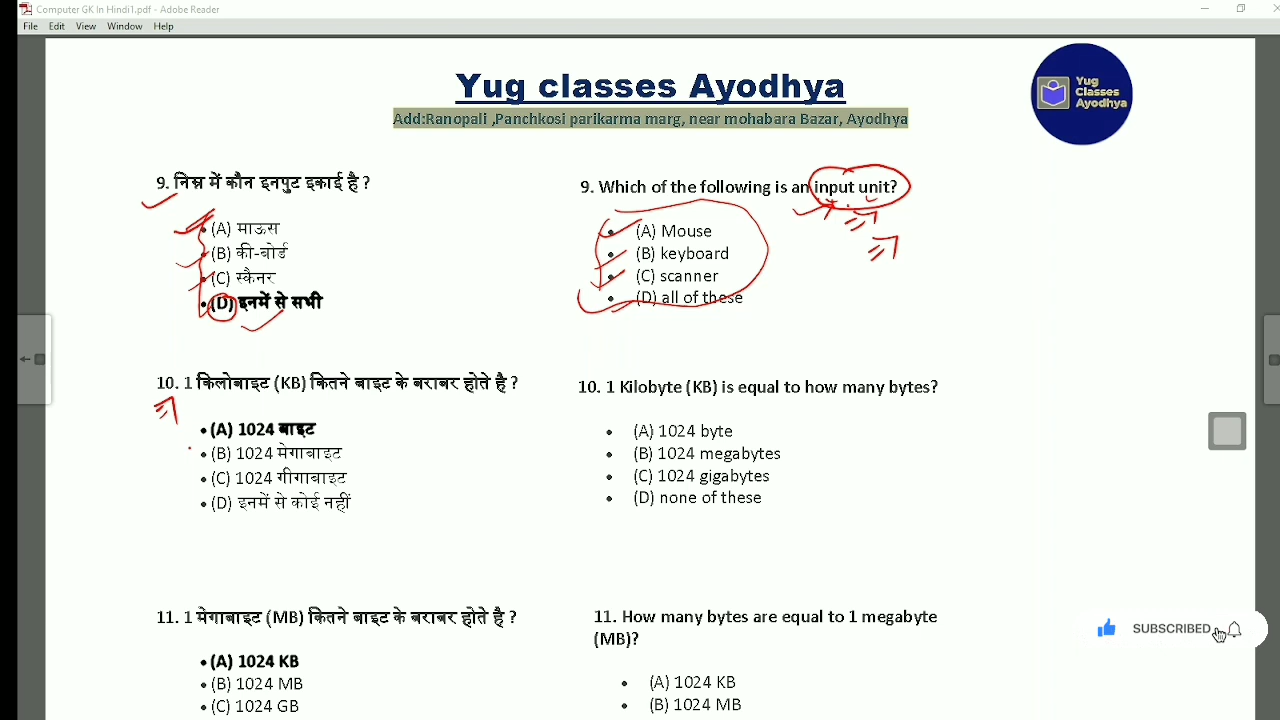 Computer GK In Hindi1.pdf - Adobe Reader
File Edit View Window Help
Yug classes Ayodhya
Add:Ranopali ,Panchkosi parikarma marg, near mohabara Bazar, Ayodhya
Yug
Classes
Ayodhya
9. निम्न में कौन इनपुट इकाई है ?
(A) माऊस
(B) की-बोर्ड
(C) स्कैनर
(D) इनमें से सभी
9. Which of the following is an input unit?
(A) Mouse
(B) keyboard
(C) scanner
(D) all of these
10. 1 किलोबाइट (KB) कितने बाइट के बराबर होते है ?
(A) 1024 बाइट
(B) 1024 मेगाबाइट
(C) 1024 गीगाबाइट
(D) इनमें से कोई नहीं
10. 1 Kilobyte (KB) is equal to how many bytes?
(A) 1024 byte
(B) 1024 megabytes
(C) 1024 gigabytes
(D) none of these
11. 1 मेगाबाइट (MB) कितने बाइट के बराबर होते है ?
(A) 1024 KB
(B) 1024 MB
(C) 1024 GB
11. How many bytes are equal to 1 megabyte
(MB)?
(A) 1024 KB
(B) 1024 MB
SUBSCRIBED